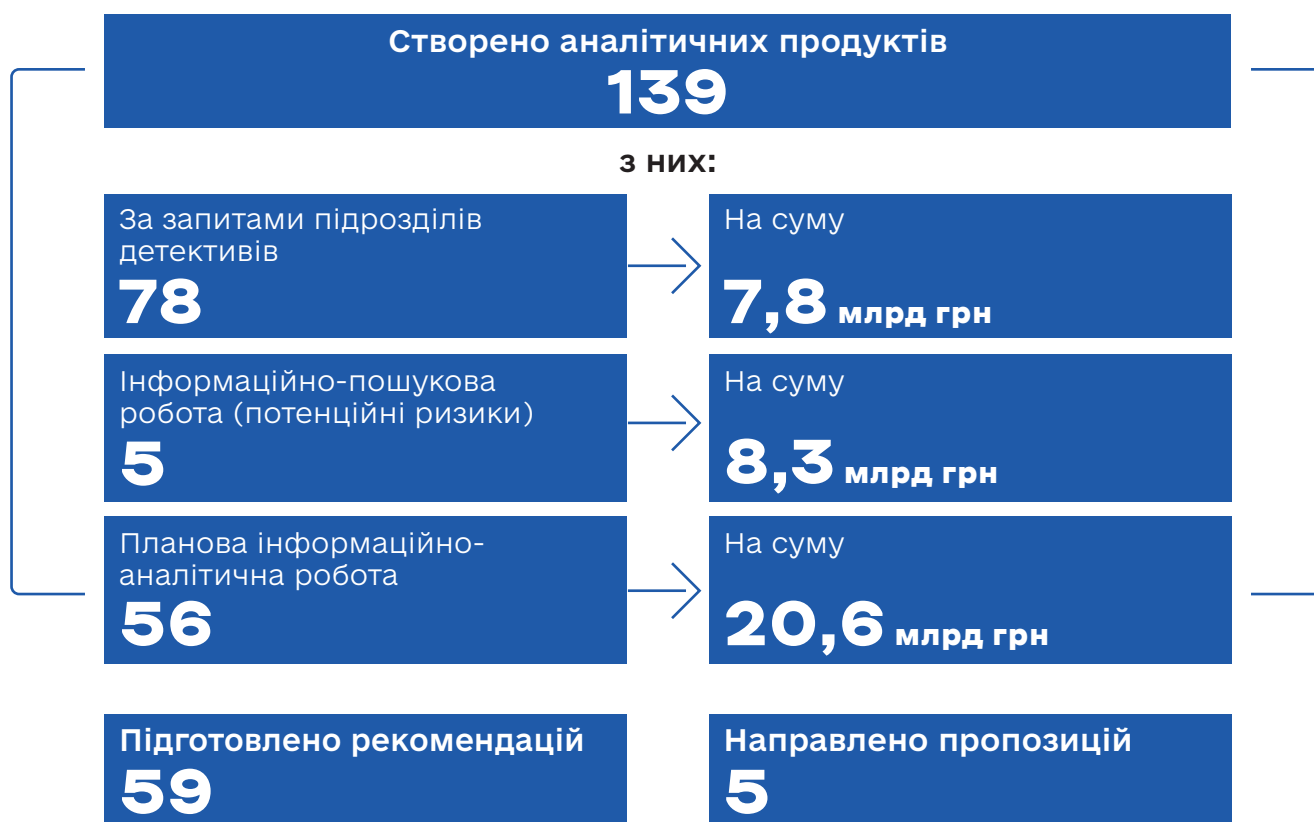 Створено аналітичних продуктів
139
з них:
За запитами підрозділів
детективів
78
На суму
7,8 млрд грн
Інформаційно-пошукова
робота (потенційні ризики)
5
На суму
8,3 млрд грн
Планова інформаційно-
аналітична робота
56
На суму
20,6 млрд грн
Підготовлено рекомендацій
59
Направлено пропозицій
5